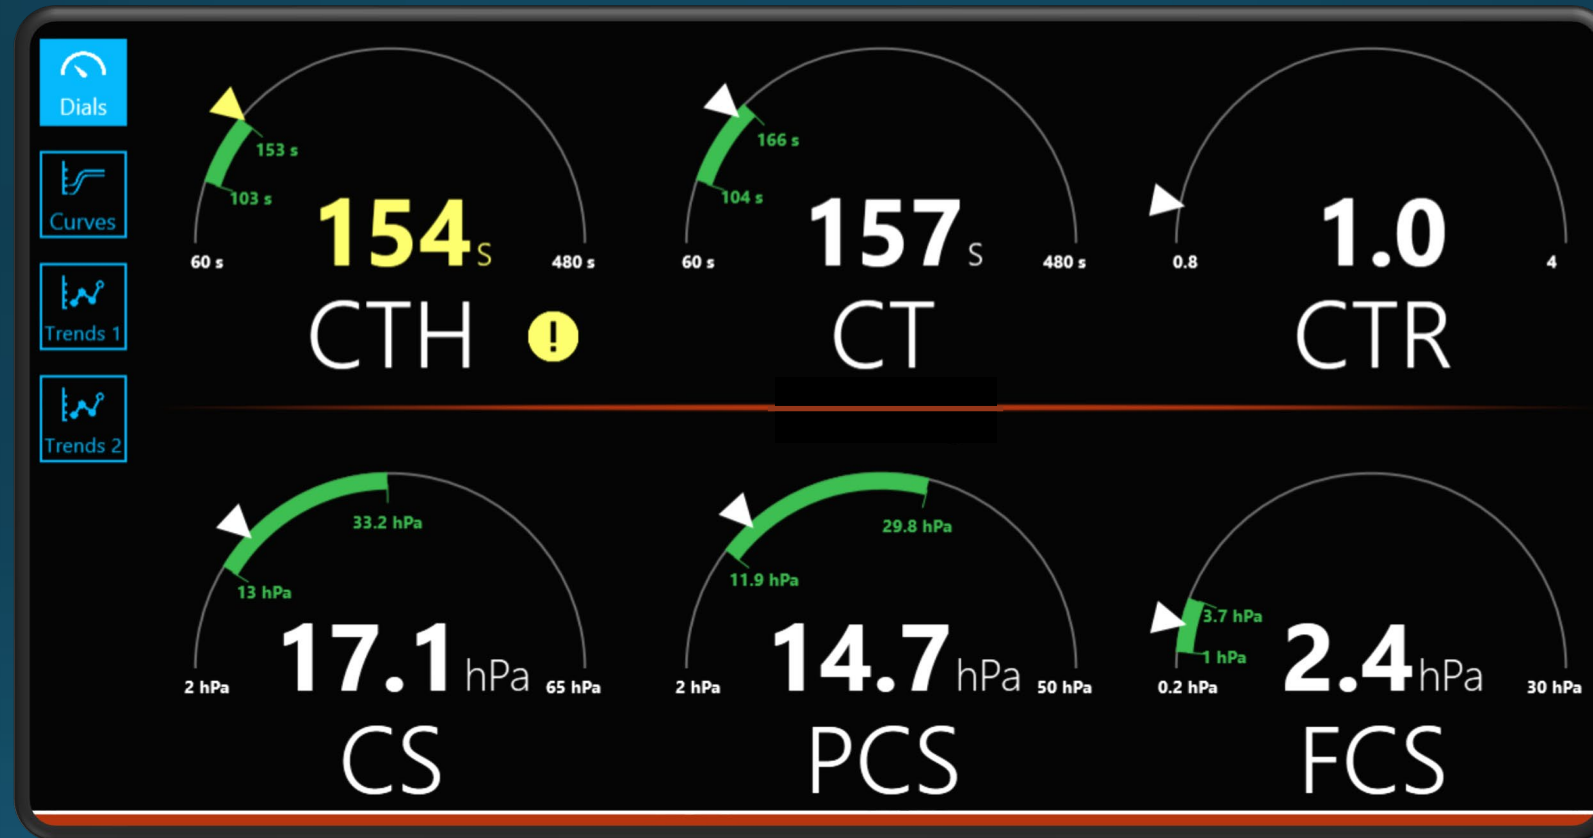 Dials
Curves
Trends 1
Trends 2
153 s
103 s
154 s
60 s
480 s
CTH
!
166 s
104 s
157 s
60 s
480 s
CT
1.0
0.8
4
CTR
33.2 hPa
13 hPa
17.1 hPa
2 hPa
65 hPa
CS
29.8 hPa
11.9 hPa
14.7 hPa
2 hPa
50 hPa
PCS
3.7 hPa
1 hPa
2.4 hPa
0.2 hPa
30 hPa
FCS